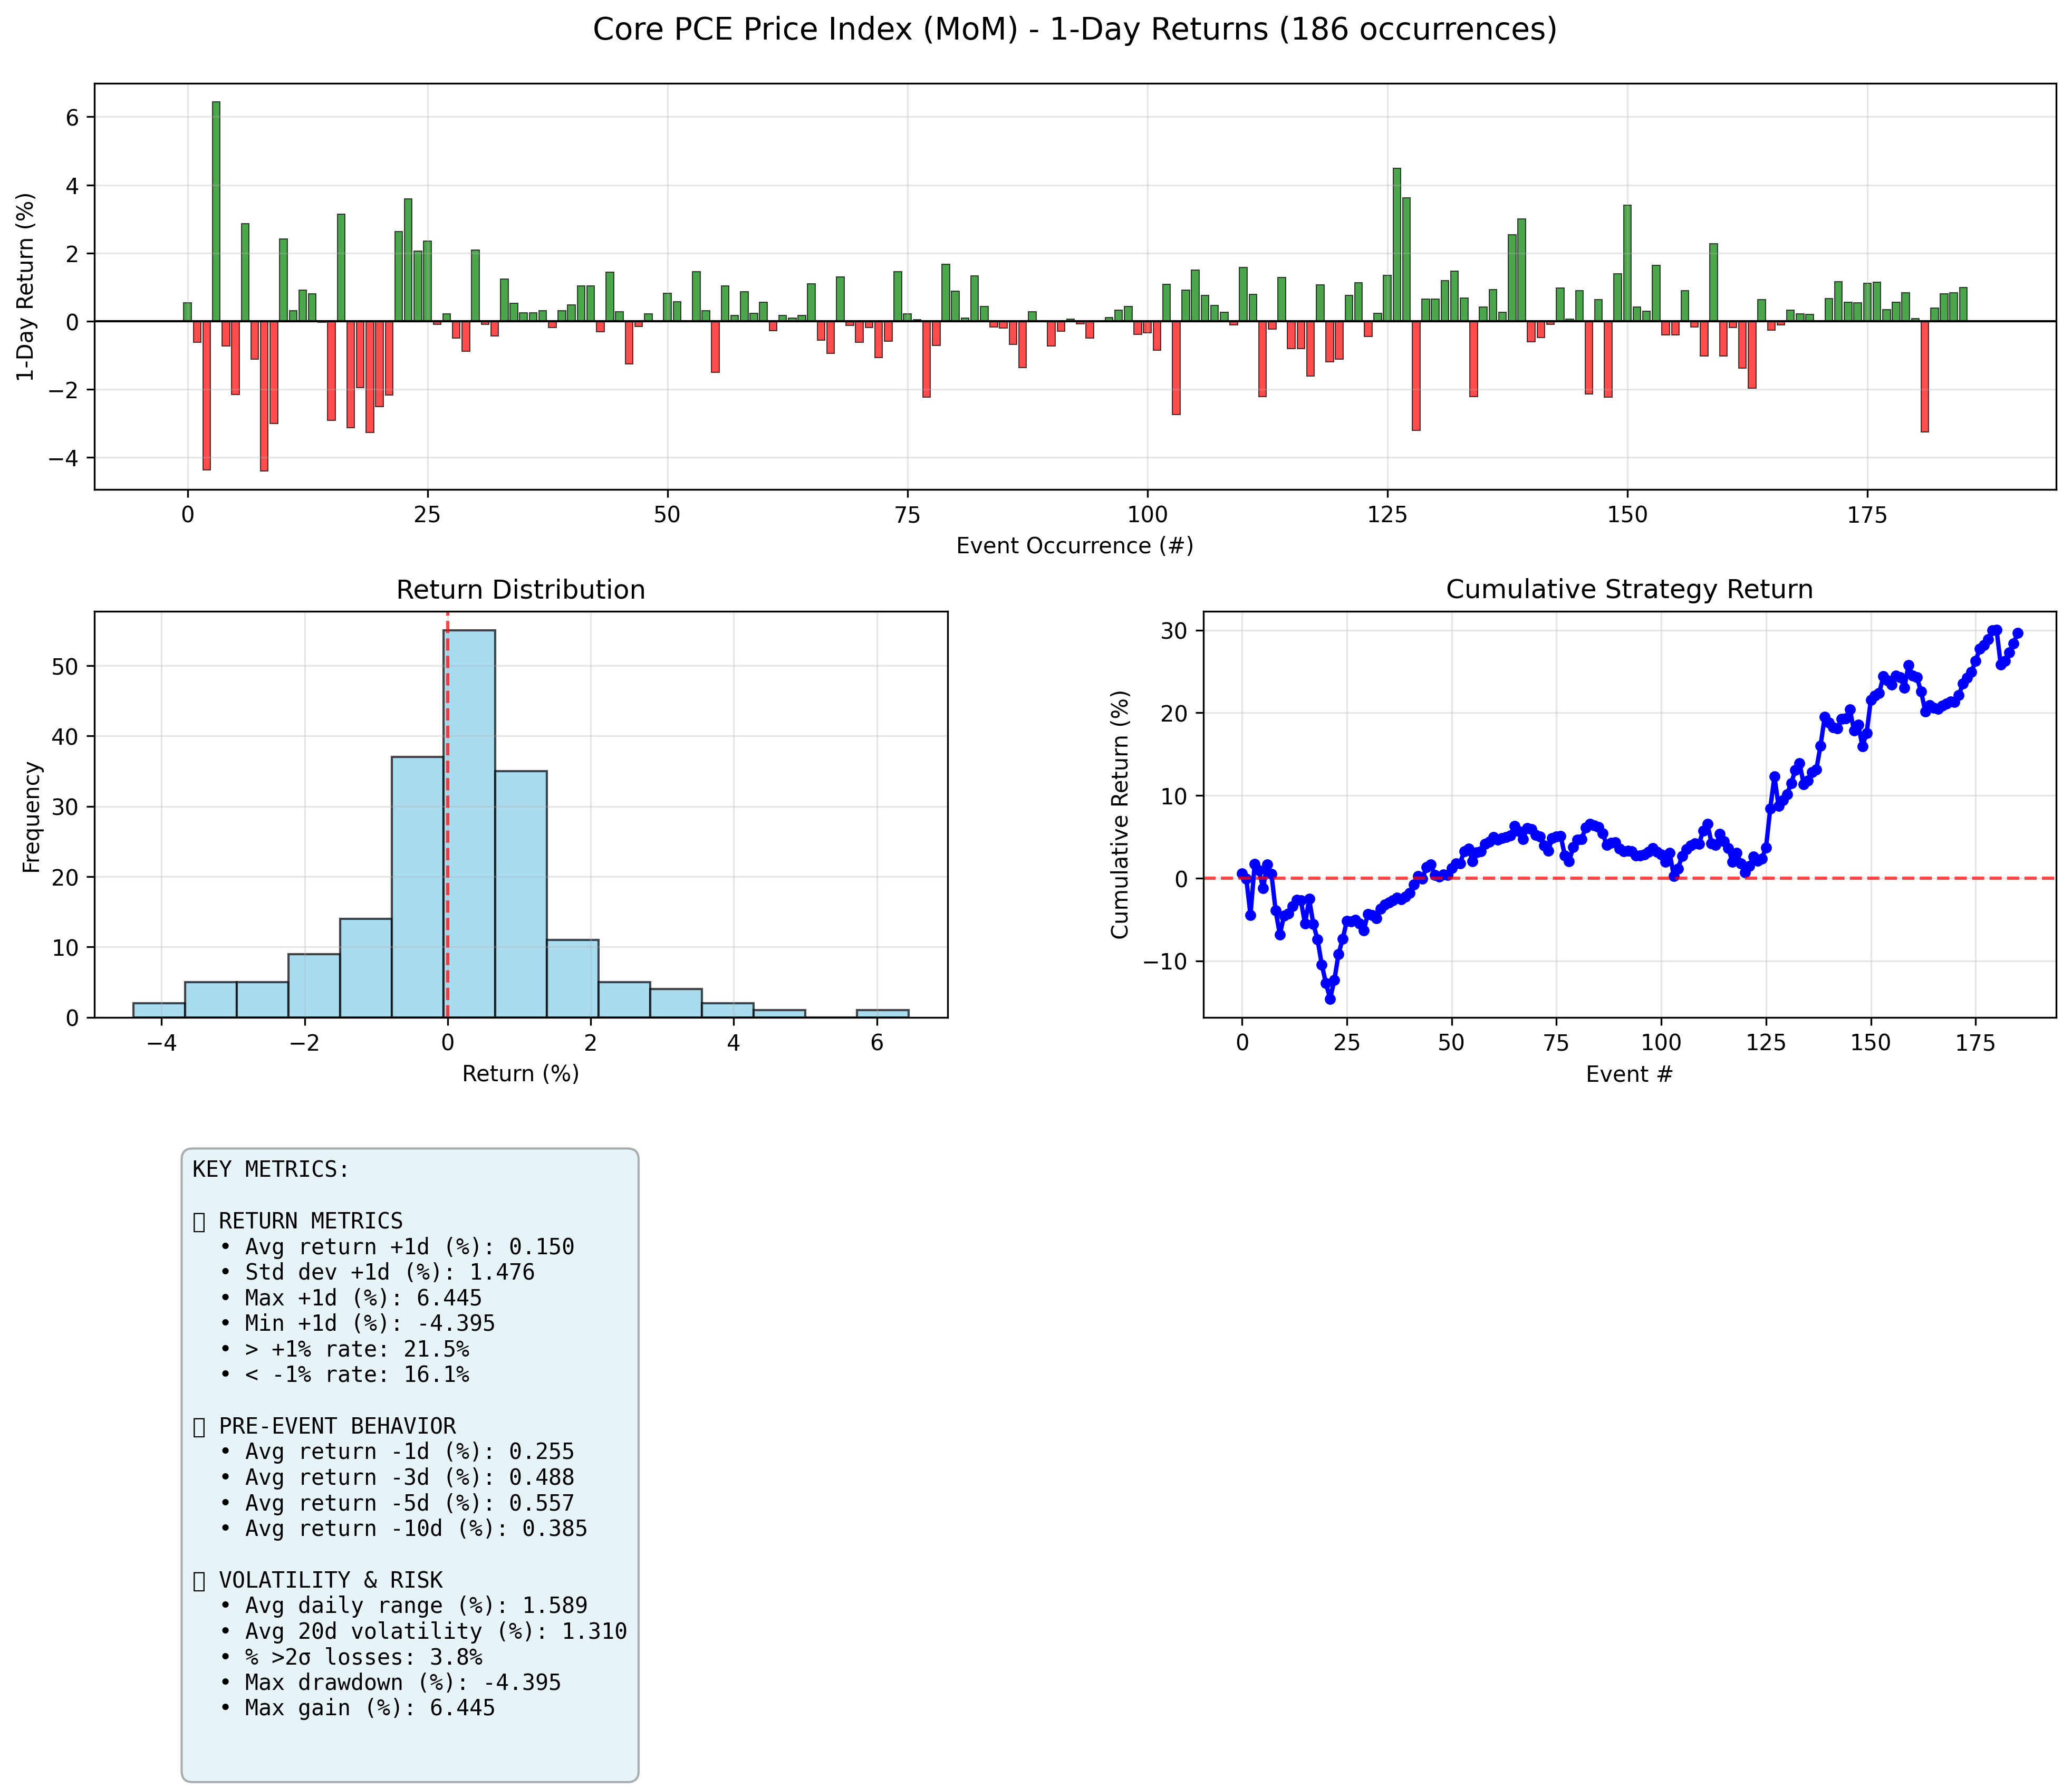 Core PCE Price Index (MoM) - 1-Day Returns (186 occurrences)
1-Day Return (%)
6
4
2
0
−2
−4
0 25 50 75 100 125 150 175
Event Occurrence (#)
Return Distribution
Frequency
50
40
30
20
10
0
−4 −2 0 2 4 6
Return (%)
Cumulative Strategy Return
Cumulative Return (%)
30
20
10
0
−10
0 25 50 75 100 125 150 175
Event #
KEY METRICS:
RETURN METRICS
• Avg return +1d (%): 0.150
• Std dev +1d (%): 1.476
• Max +1d (%): 6.445
• Min +1d (%): -4.395
• > +1% rate: 21.5%
• < -1% rate: 16.1%
PRE-EVENT BEHAVIOR
• Avg return -1d (%): 0.255
• Avg return -3d (%): 0.488
• Avg return -5d (%): 0.557
• Avg return -10d (%): 0.385
VOLATILITY & RISK
• Avg daily range (%): 1.589
• Avg 20d volatility (%): 1.310
• % >2σ losses: 3.8%
• Max drawdown (%): -4.395
• Max gain (%): 6.445